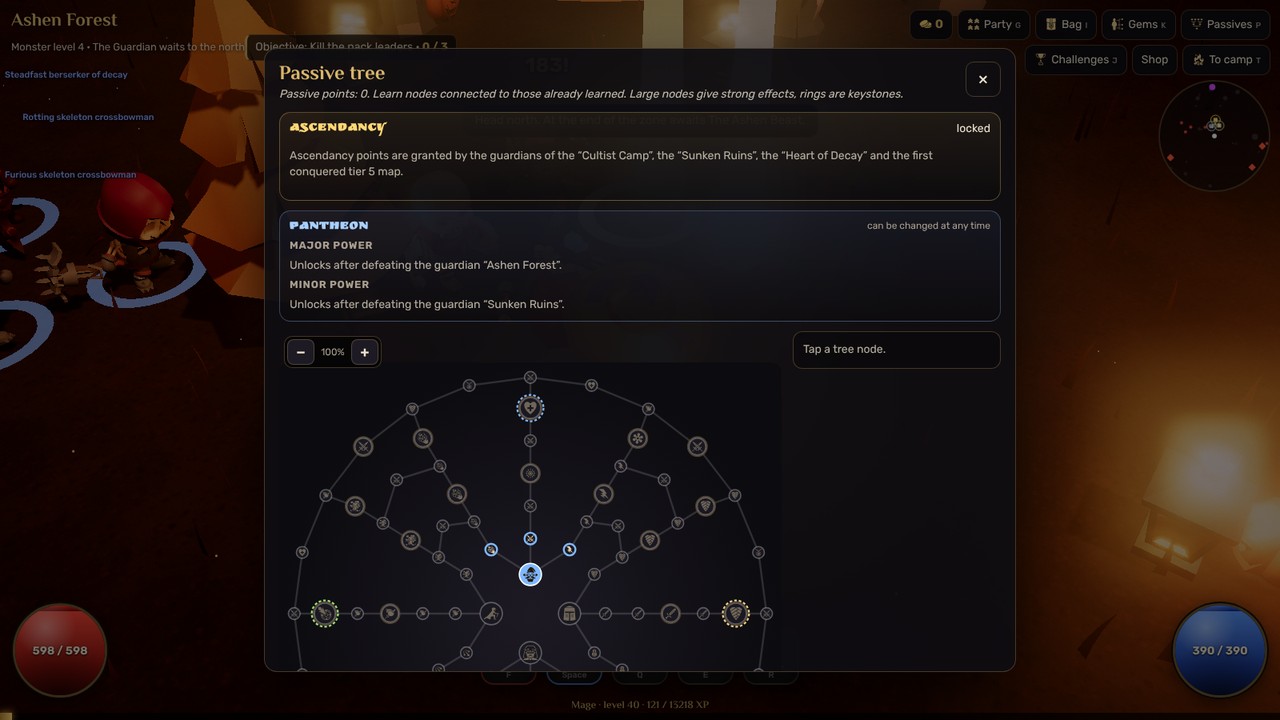 Ashen Forest
Monster level 4 • The Guardian waits to the north
Objective: Kill the pack leaders • 0 / 3
0
Party G
Bag I
Gems K
Passives P
Challenges J
Shop
To camp T
Steadfast berserker of decay
Rotting skeleton crossbowman
Furious skeleton crossbowman
Passive tree
Passive points: 0. Learn nodes connected to those already learned. Large nodes give strong effects, rings are keystones.
×
ASCENDANCY
locked
Ascendancy points are granted by the guardians of the “Cultist Camp”, the “Sunken Ruins”, the “Heart of Decay” and the first
conquered tier 5 map.
PANTHEON
can be changed at any time
MAJOR POWER
Unlocks after defeating the guardian “Ashen Forest”.
MINOR POWER
Unlocks after defeating the guardian “Sunken Ruins”.
− 100% +
Tap a tree node.
598 / 598
390 / 390
F
Space
Q
E
R
Mage · level 40 · 121 / 13218 XP